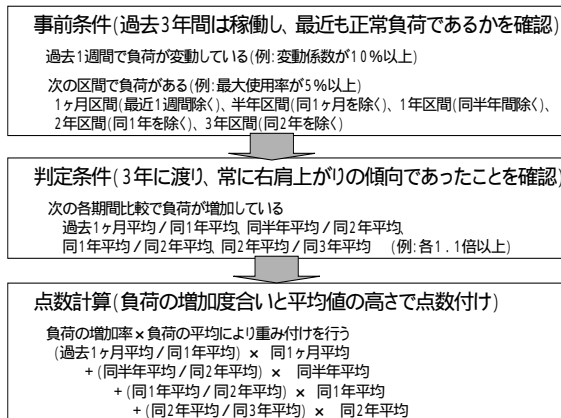 事前条件(過去3年間は稼働し、最近も正常負荷であるかを確認)
過去1週間で負荷が変動している(例:変動係数が10%以上)
次の区間で負荷がある(例:最大使用率が5%以上)
1ヶ月区間(最近1週間除く)、半年区間(同1ヶ月を除く)、1年区間(同半年間除く)、
2年区間(同1年を除く)、3年区間(同2年を除く)
判定条件(3年に渡り、常に右肩上がりの傾向であったことを確認)
次の各期間比較で負荷が増加している
過去1ヶ月平均/同1年平均、同半年平均/同2年平均、
同1年平均/同2年平均、同2年平均/同3年平均 (例:各1.1倍以上)
点数計算(負荷の増加度合いと平均値の高さで点数付け)
負荷の増加率×負荷の平均により重み付けを行う
(過去1ヶ月平均/同1年平均) × 同1ヶ月平均
+(同半年平均/同2年平均) × 同半年平均
+(同1年平均/同2年平均) × 同1年平均
+(同2年平均/同3年平均) × 同2年平均